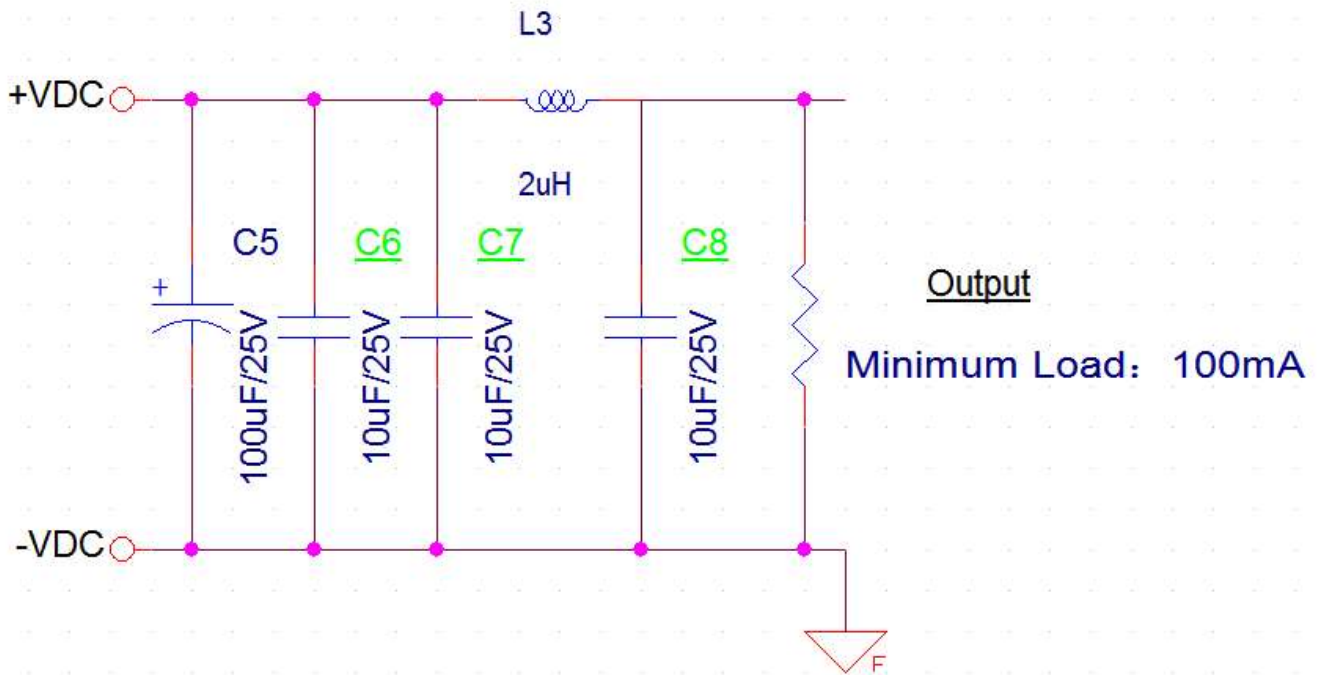 L3
+VDC
2uH
C5
C6
C7
C8
+
100uF/25V
10uF/25V
10uF/25V
10uF/25V
Output
Minimum Load：100mA
-VDC
F